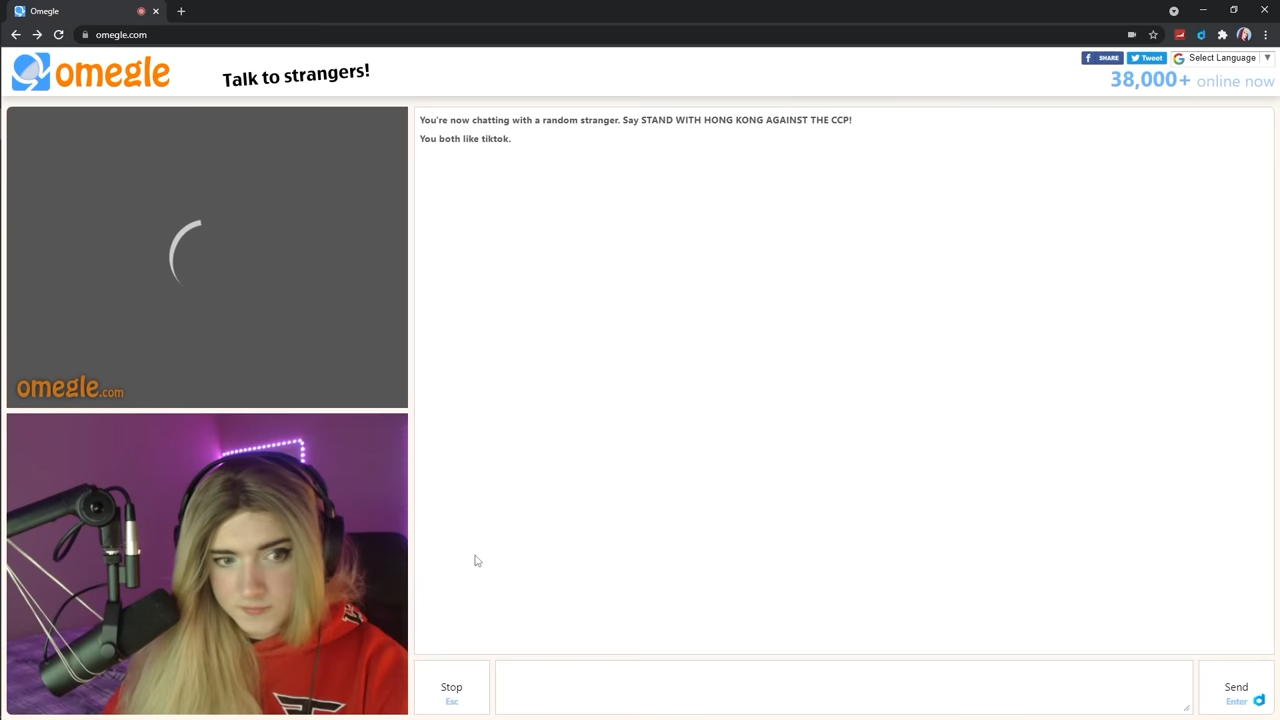 Omegle
omegle.com
omegle
Talk to strangers!
SHARE
Tweet
Select Language
38,000+ online now
You're now chatting with a random stranger. Say STAND WITH HONG KONG AGAINST THE CCP!
You both like tiktok.
omegle.com
Stop
Esc
Send
Enter